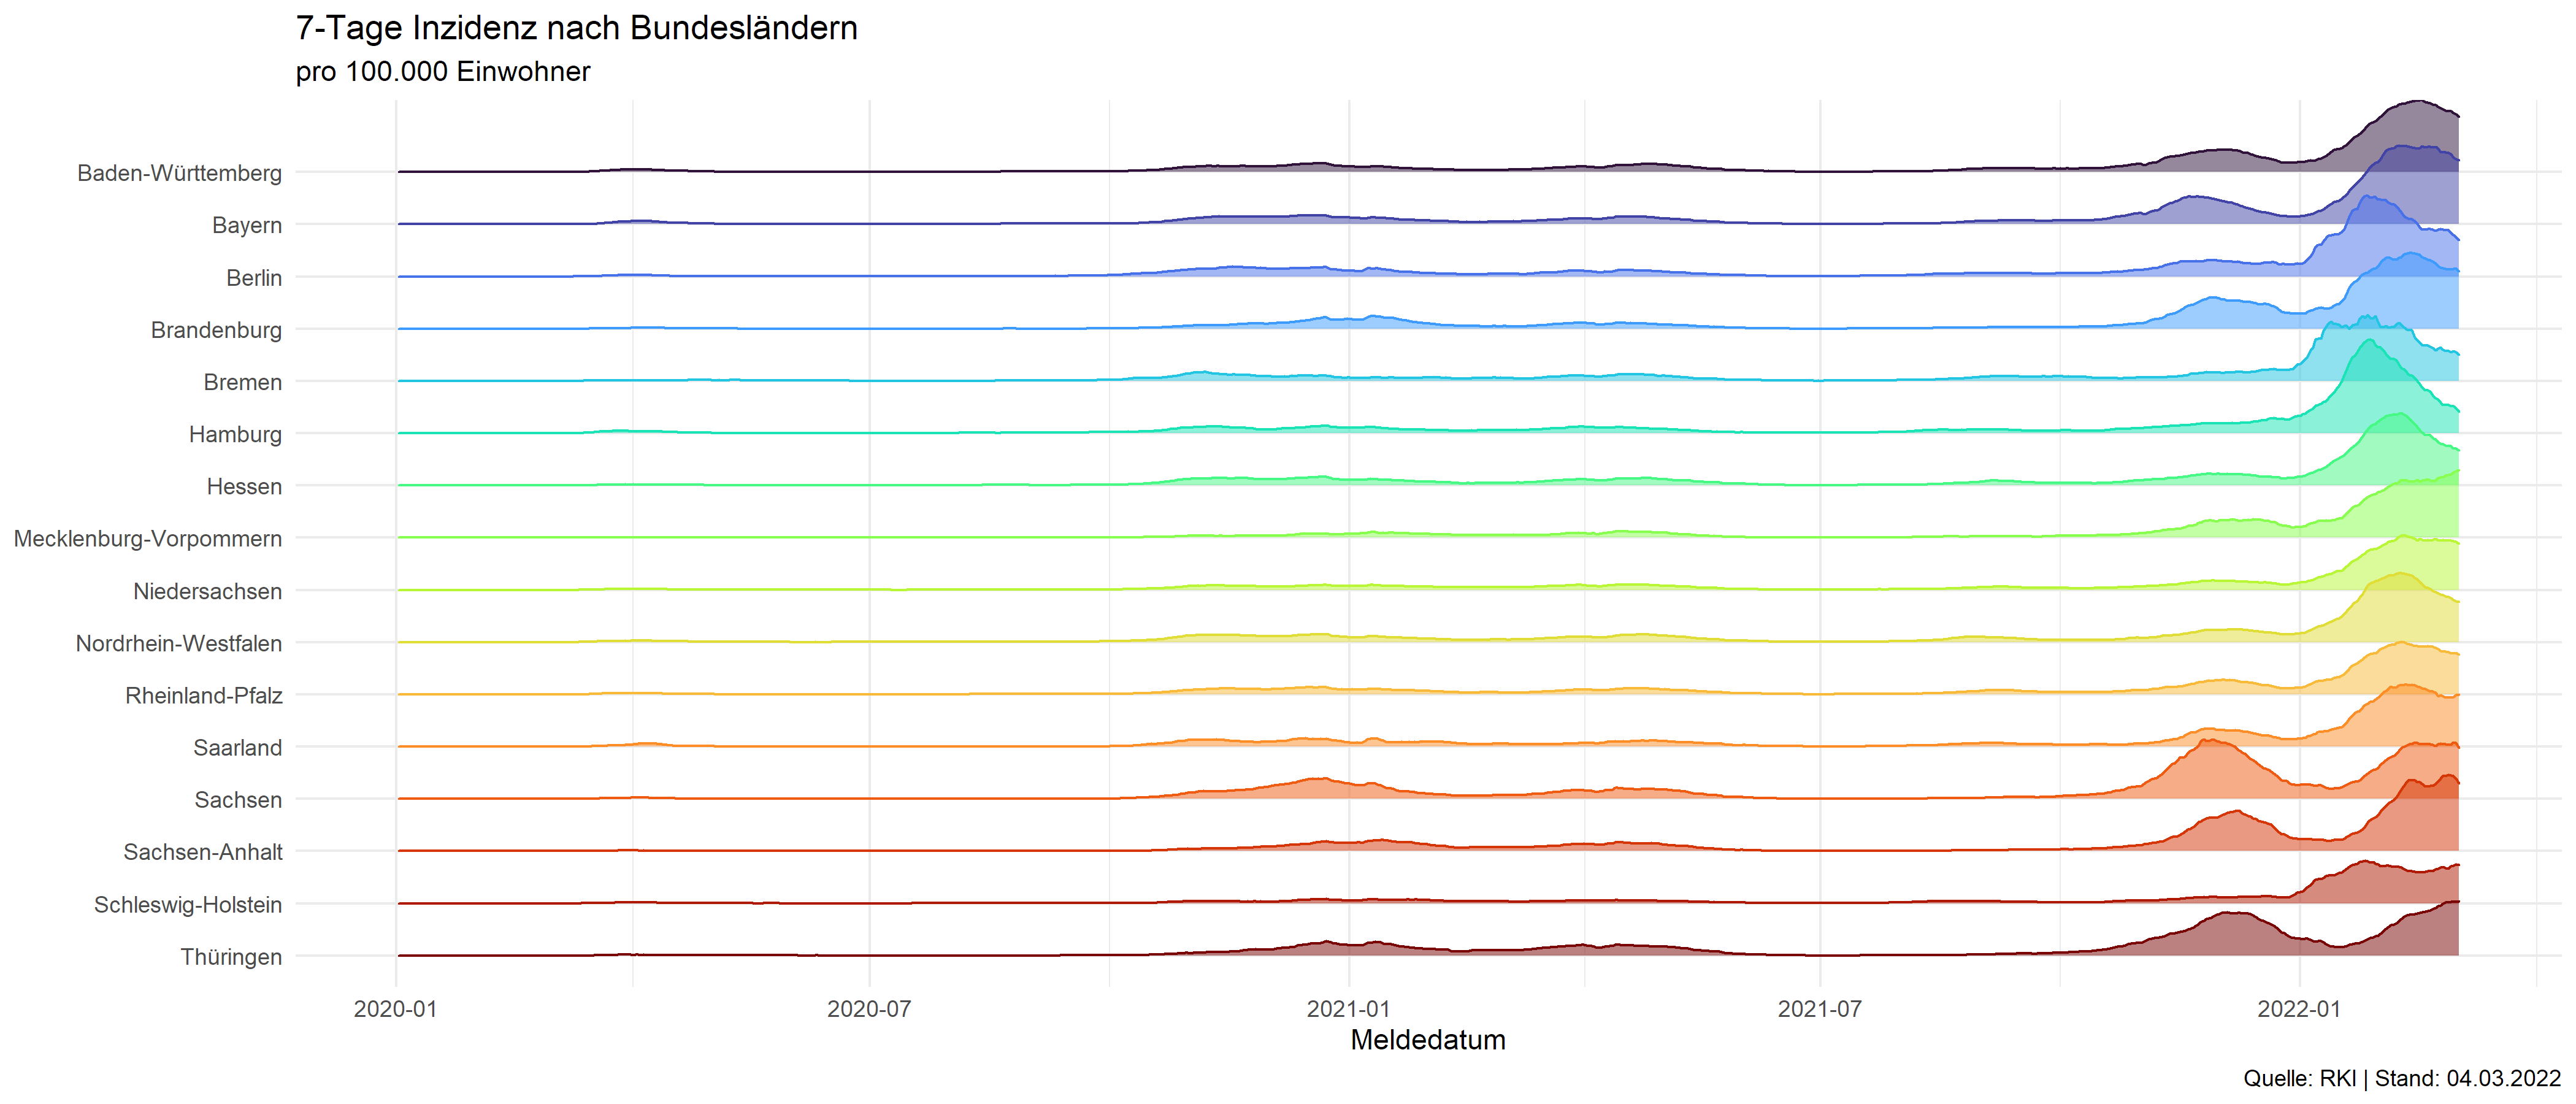 7-Tage Inzidenz nach Bundesländern
pro 100.000 Einwohner
Baden-Württemberg
Bayern
Berlin
Brandenburg
Bremen
Hamburg
Hessen
Mecklenburg-Vorpommern
Niedersachsen
Nordrhein-Westfalen
Rheinland-Pfalz
Saarland
Sachsen
Sachsen-Anhalt
Schleswig-Holstein
Thüringen
2020-01 2020-07 2021-01 2021-07 2022-01
Meldedatum
Quelle: RKI | Stand: 04.03.2022